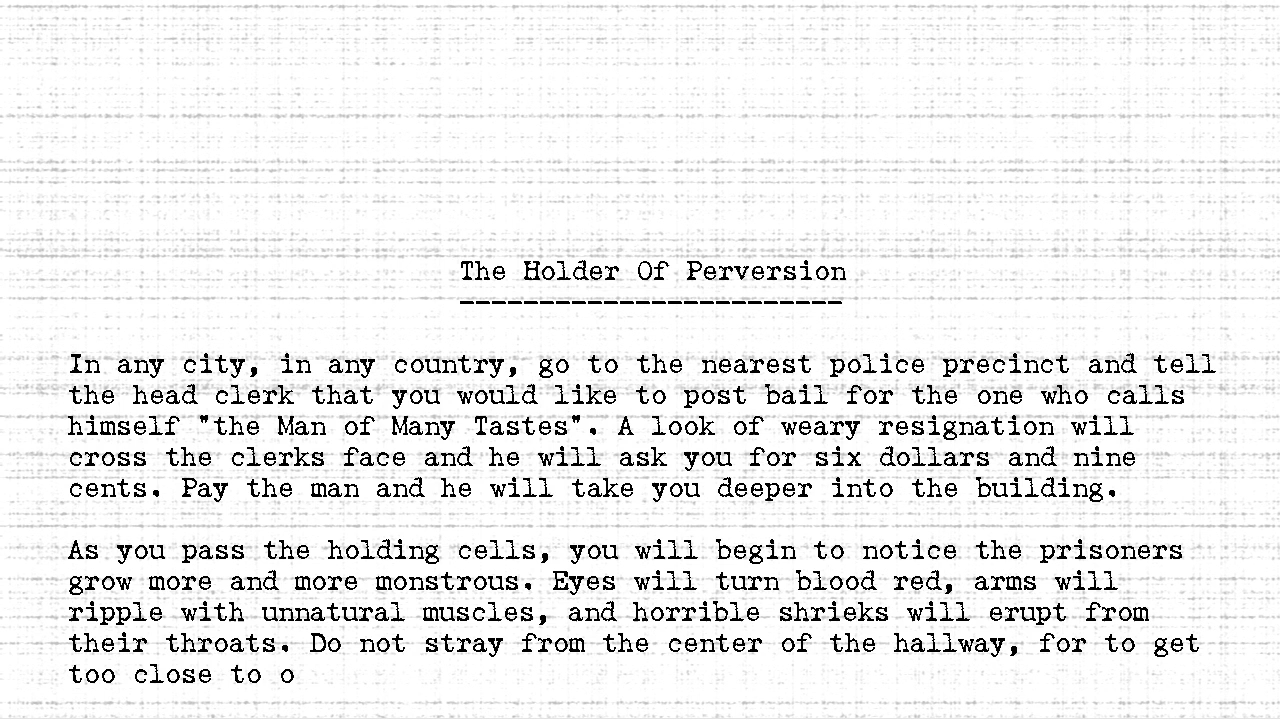 The Holder Of Perversion
------------------------
In any city, in any country, go to the nearest police precinct and tell
the head clerk that you would like to post bail for the one who calls
himself "the Man of Many Tastes". A look of weary resignation will
cross the clerks face and he will ask you for six dollars and nine
cents. Pay the man and he will take you deeper into the building.
As you pass the holding cells, you will begin to notice the prisoners
grow more and more monstrous. Eyes will turn blood red, arms will
ripple with unnatural muscles, and horrible shrieks will erupt from
their throats. Do not stray from the center of the hallway, for to get
too close to o